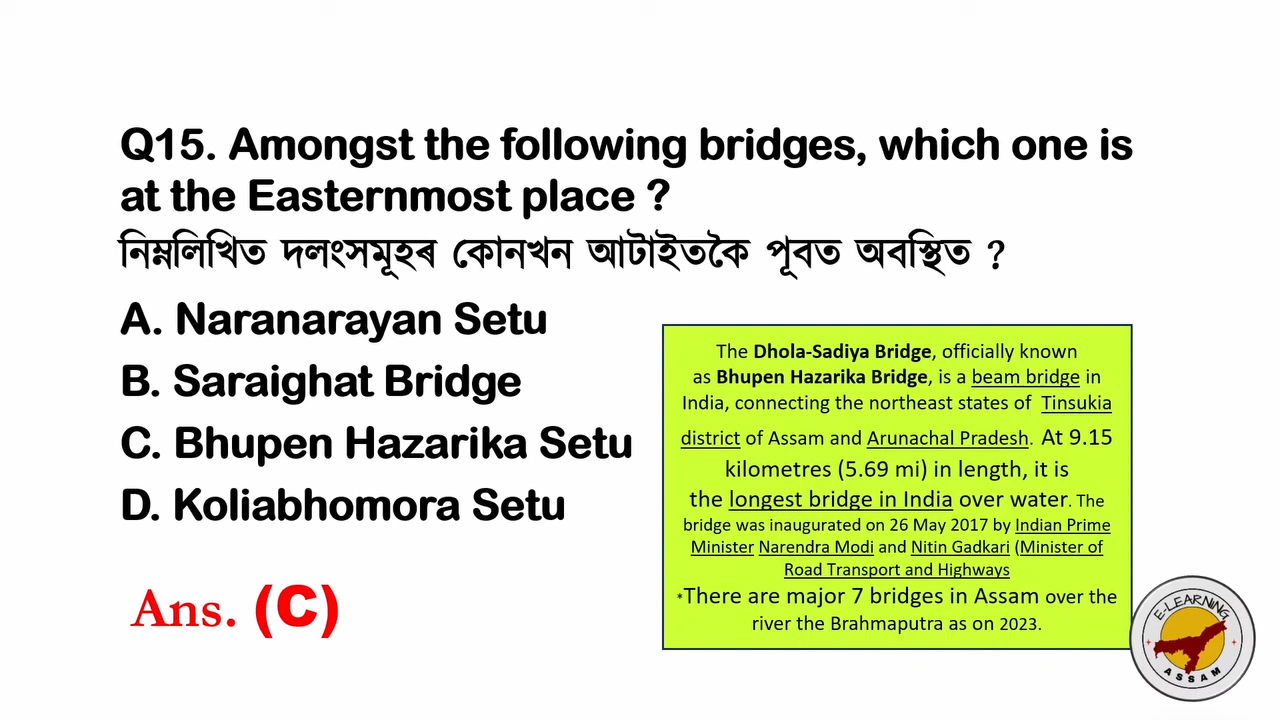 Q15. Amongst the following bridges, which one is
at the Easternmost place ?
নিম্নলিখিত দলংসমূহৰ কোনখন আটাইতকৈ পূবত অবস্থিত ?
A. Naranarayan Setu
B. Saraighat Bridge
C. Bhupen Hazarika Setu
D. Koliabhomora Setu
Ans. (C)
The Dhola-Sadiya Bridge, officially known
as Bhupen Hazarika Bridge, is a beam bridge in
India, connecting the northeast states of Tinsukia
district of Assam and Arunachal Pradesh. At 9.15
kilometres (5.69 mi) in length, it is
the longest bridge in India over water. The
bridge was inaugurated on 26 May 2017 by Indian Prime
Minister Narendra Modi and Nitin Gadkari (Minister of
Road Transport and Highways
*There are major 7 bridges in Assam over the
river the Brahmaputra as on 2023.
E-LEARNING
ASSAM